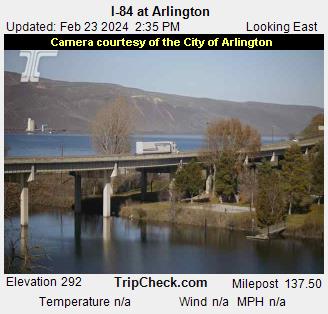 I-84 at Arlington
Updated: Feb 23 2024 2:35 PM Looking East
Camera courtesy of the City of Arlington
Elevation 292 TripCheck.com Milepost 137.50
Temperature n/a Wind n/a MPH n/a